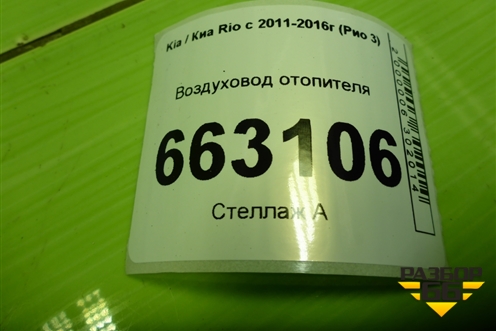 Kia / Киа Rio с 2011-2016г (Рио 3)
Воздуховод отопителя
663106
Стеллаж А
РАЗБОР